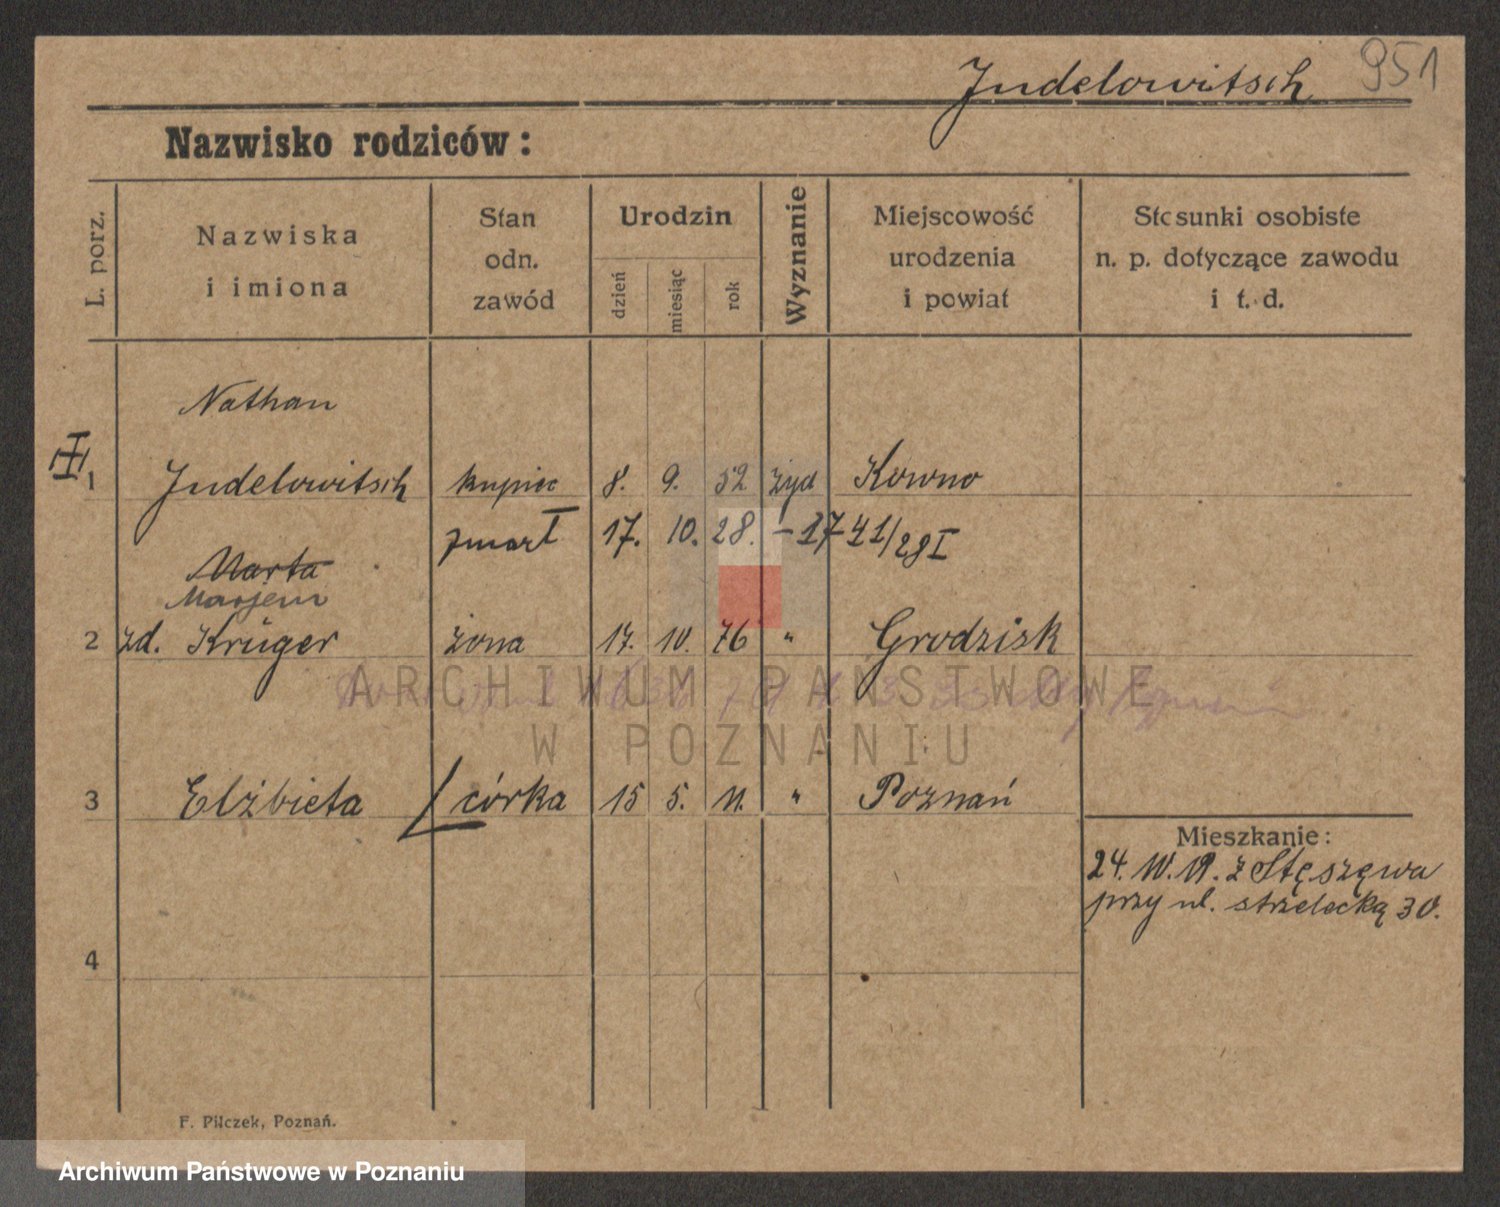 Judelowitsch 951
Nazwisko rodziców:
L. porz.
Nazwiska
i imiona
Stan
odn.
zawód
Urodzin
dzień
miesiąc
rok
Wyznanie
Miejscowość
urodzenia
i powiat
Stosunki osobiste
n. p. dotyczące zawodu
i t. d.
Nathan
1 Judelowitsch kupiec 8. 9. 52 żyd Kowno
zmarł 17. 10. 28. – 1741/28 I
Marta
Marjem
2 zd. Krüger żona 17. 10. 76 " Grodzisk
ARCHIWUM PAŃSTWOWE
W POZNANIU
3 Elżbieta córka 15 5. 11. " Poznań
Mieszkanie:
24. 10. 19. z Stęszewa
przy ul. strzelecką 30.
4
F. Pilczek, Poznań.
Archiwum Państwowe w Poznaniu